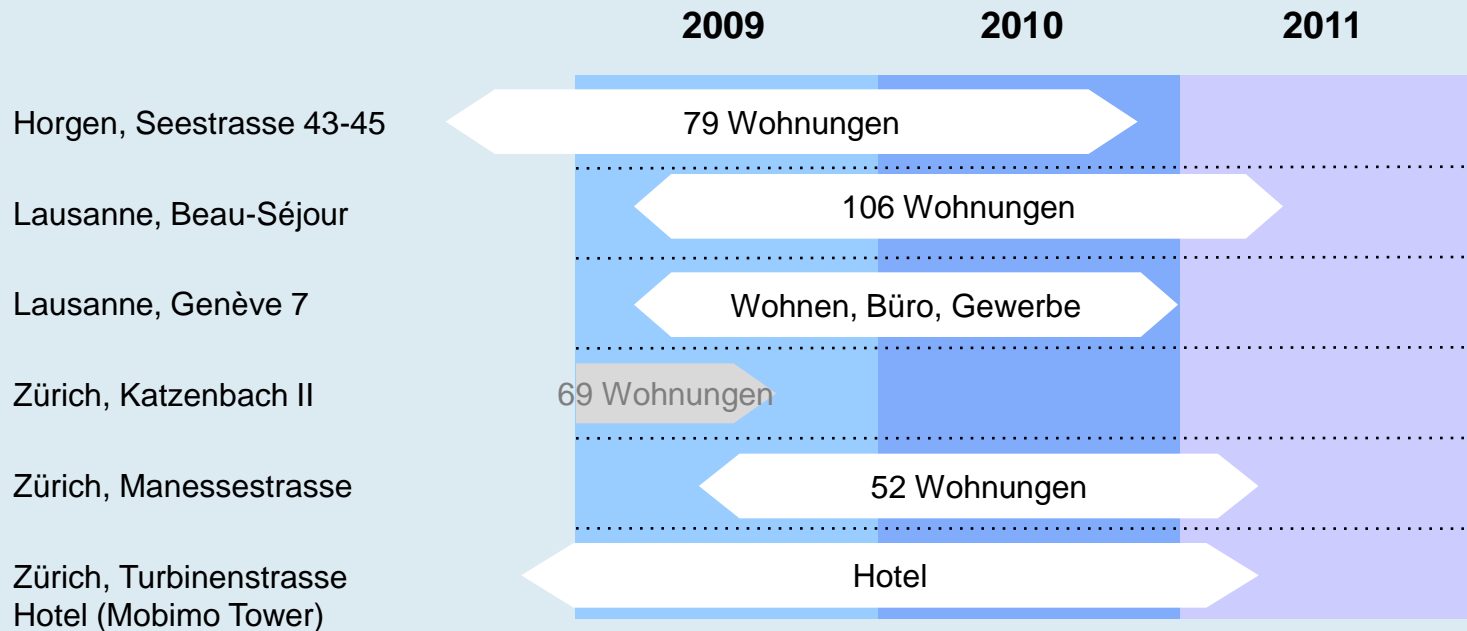 2009 2010 2011
Horgen, Seestrasse 43-45 79 Wohnungen
Lausanne, Beau-Séjour 106 Wohnungen
Lausanne, Genève 7 Wohnen, Büro, Gewerbe
Zürich, Katzenbach II 69 Wohnungen
Zürich, Manessestrasse 52 Wohnungen
Zürich, Turbinenstrasse Hotel
Hotel (Mobimo Tower)